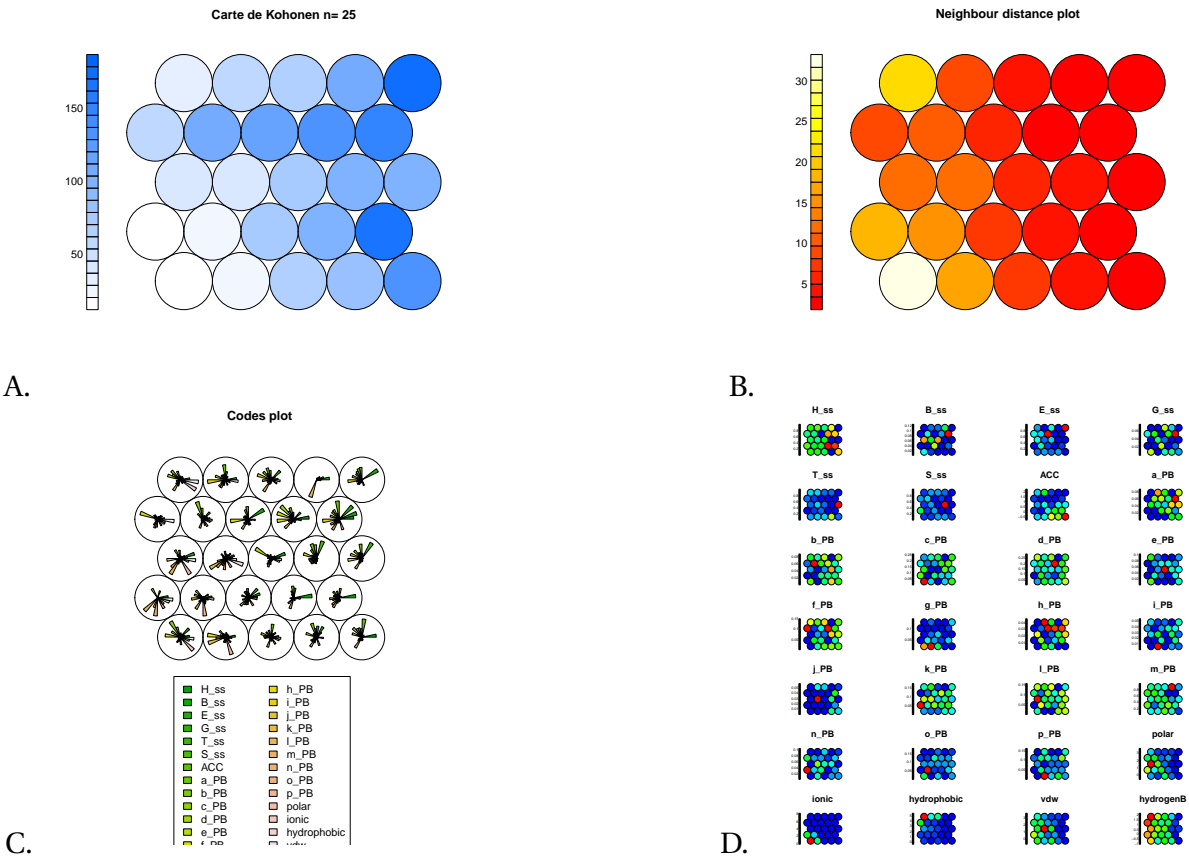 Carte de Kohonen n= 25
150
100
50
A.
Neighbour distance plot
30
25
20
15
10
5
B.
Codes plot
H_ss
B_ss
E_ss
G_ss
T_ss
S_ss
ACC
a_PB
b_PB
c_PB
d_PB
e_PB
f_PB
h_PB
i_PB
j_PB
k_PB
l_PB
m_PB
n_PB
o_PB
p_PB
polar
ionic
hydrophobic
vdw
C.
H_ss B_ss E_ss G_ss
T_ss S_ss ACC a_PB
b_PB c_PB d_PB e_PB
f_PB g_PB h_PB i_PB
j_PB k_PB l_PB m_PB
n_PB o_PB p_PB polar
ionic hydrophobic vdw hydrogenB
D.